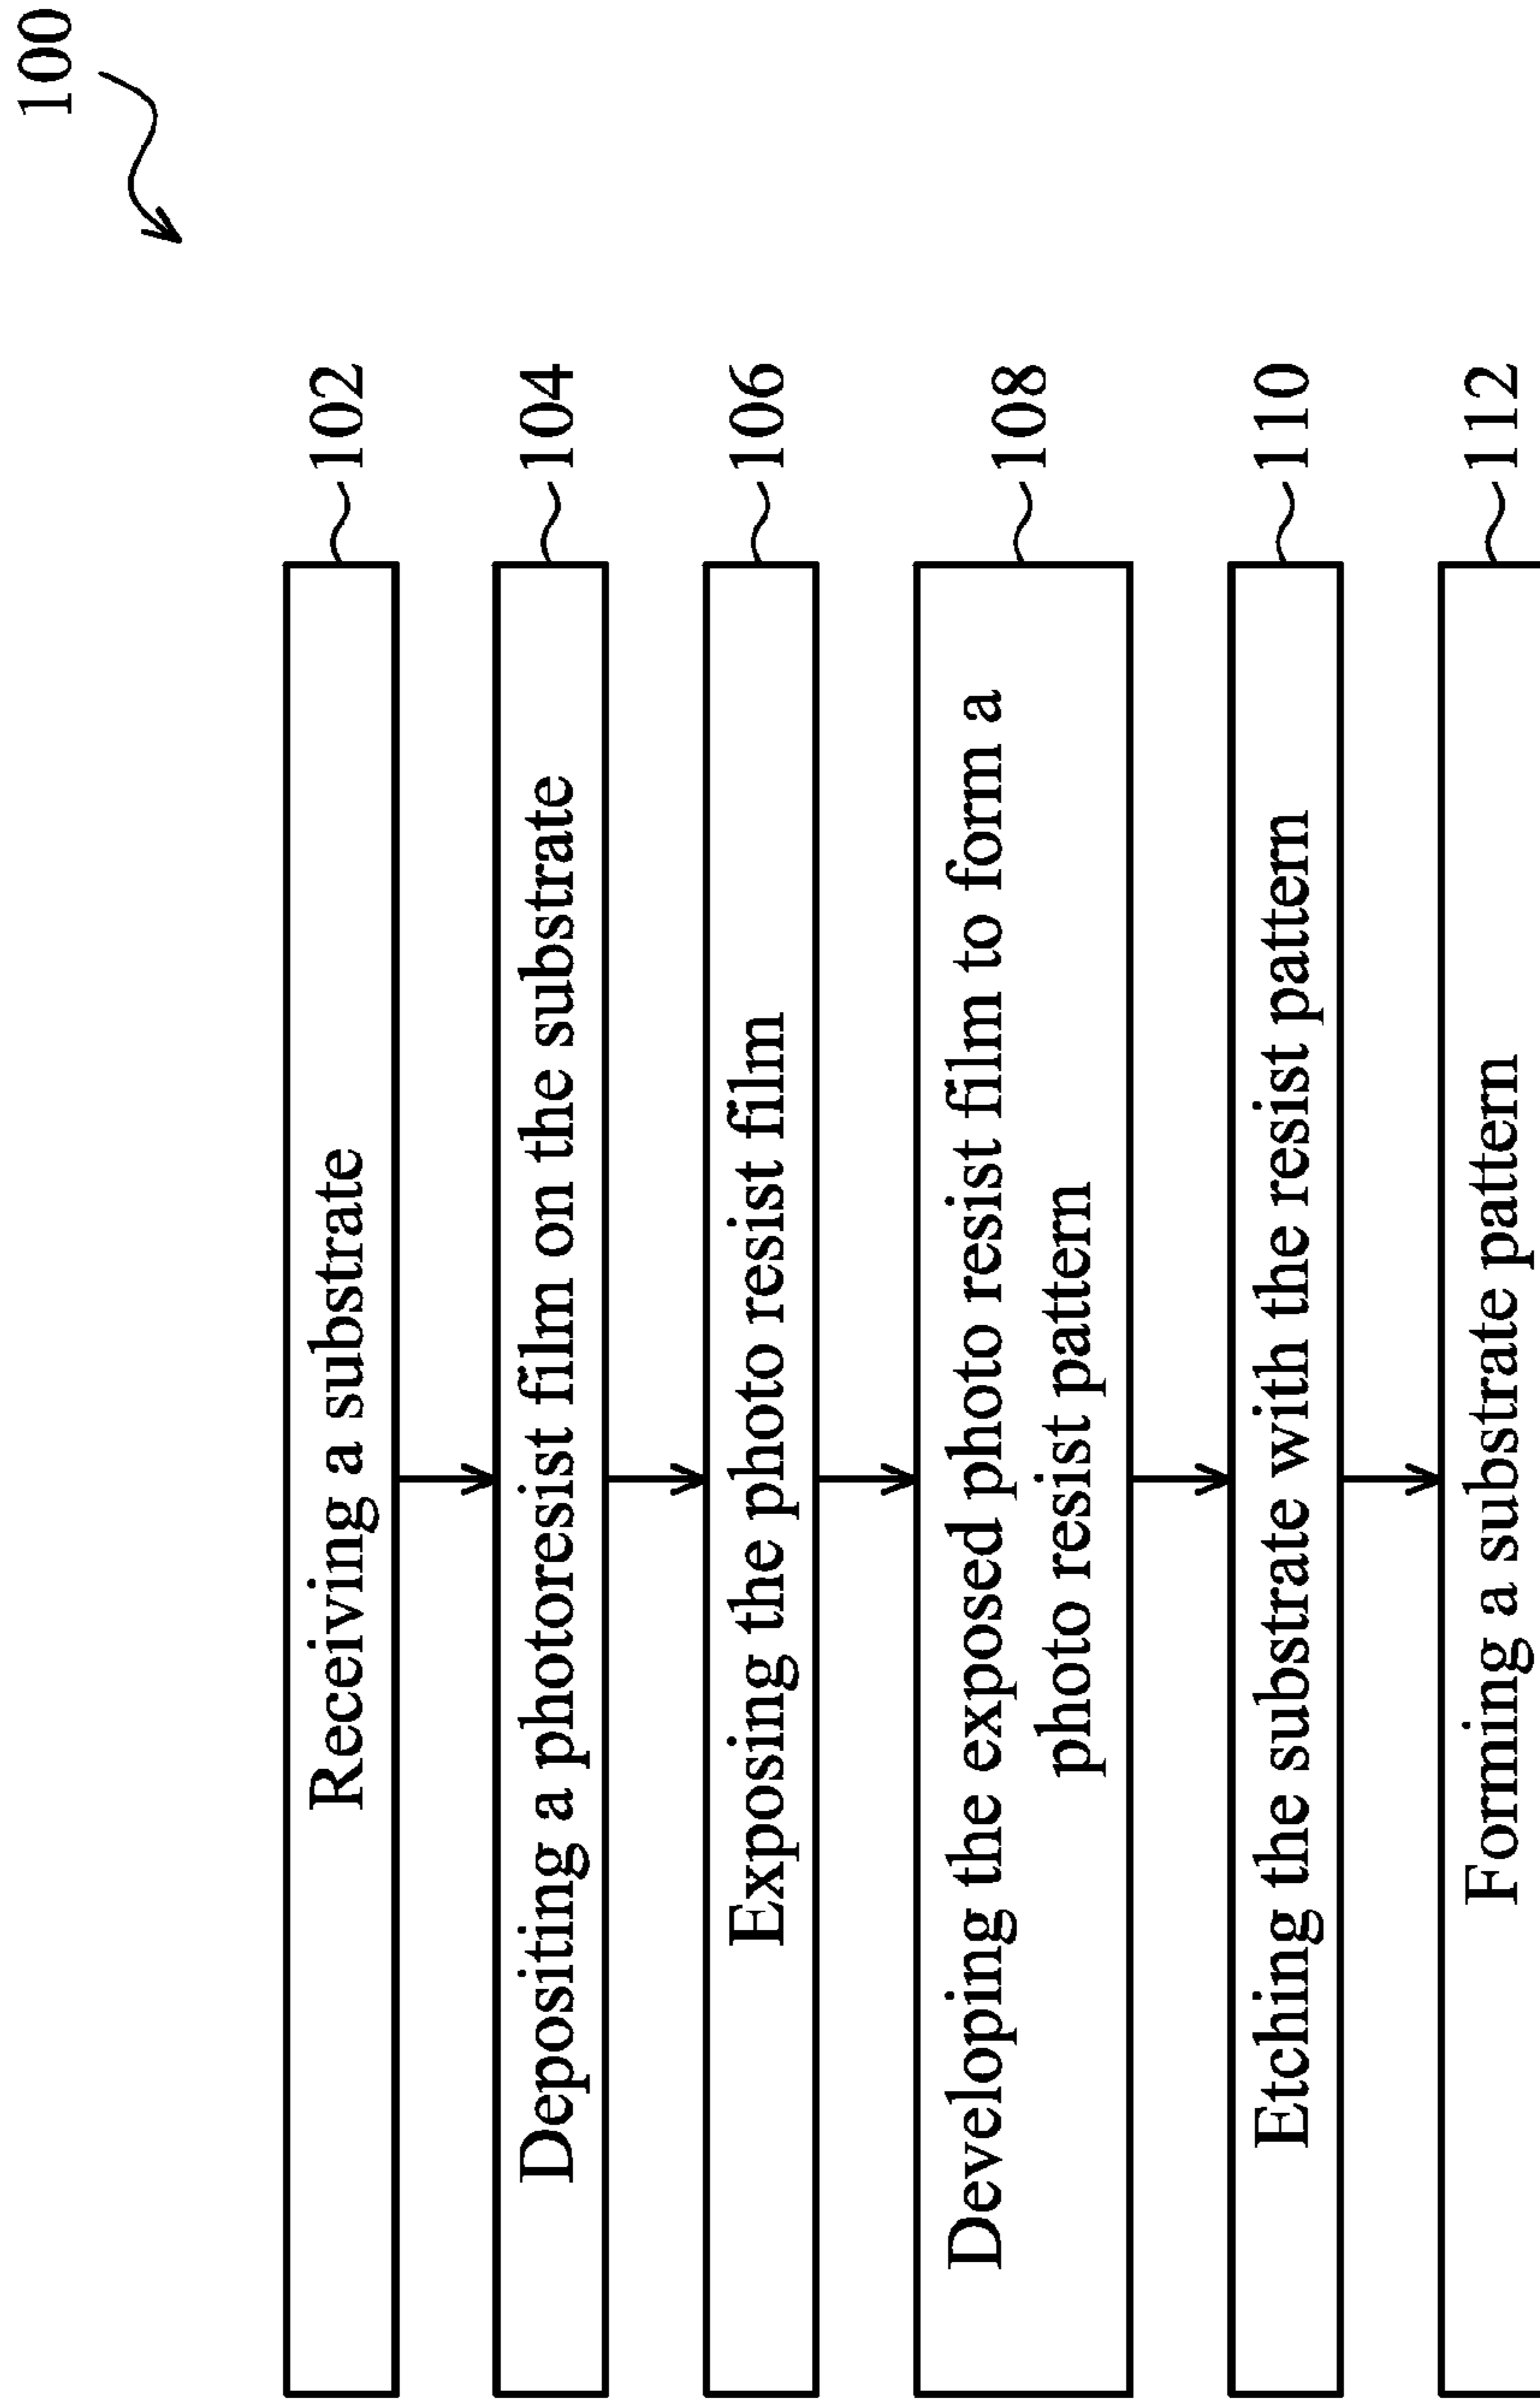 100
Receiving a substrate
102
Depositing a photoresist film on the substrate
104
Exposing the photo resist film
106
Developing the exposed photo resist film to form a
photo resist pattern
108
Etching the substrate with the resist pattern
110
Forming a substrate pattern
112